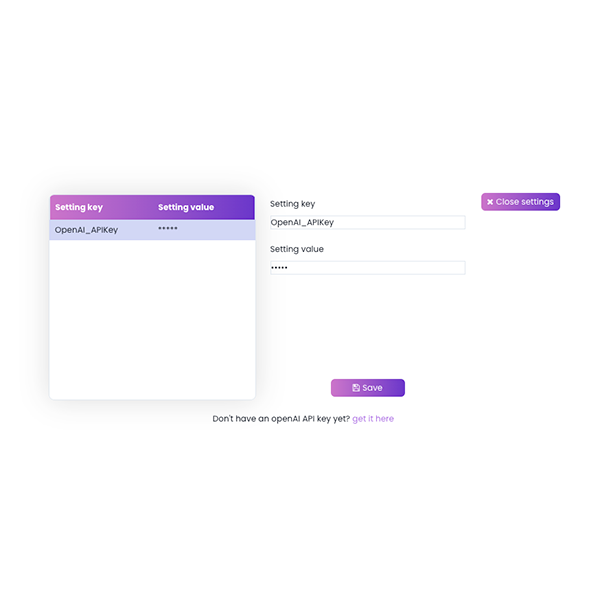 Setting key Setting value
OpenAI_APIKey *****
Setting key
OpenAI_APIKey
Setting value
•••••
Close settings
Save
Don't have an openAI API key yet? get it here